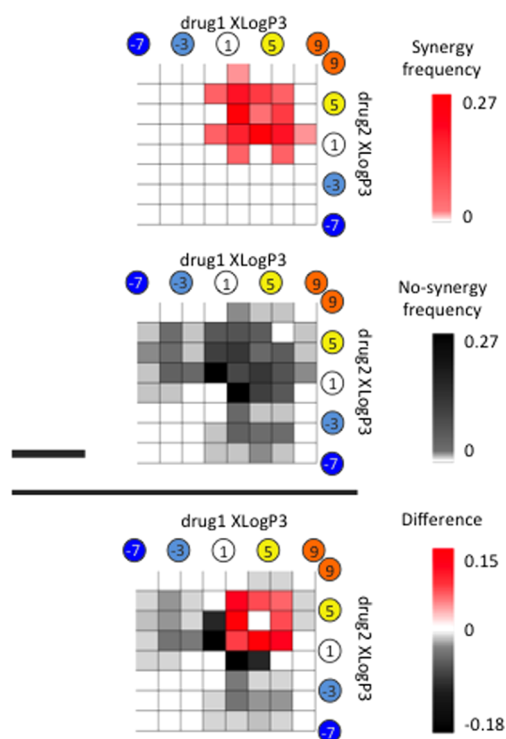 drug1 XLogP3
-7 -3 1 5 9
9
5
1
-3
-7
drug2 XLogP3
Synergy
frequency
0.27
0
drug1 XLogP3
-7 -3 1 5 9
9
5
1
-3
-7
drug2 XLogP3
No-synergy
frequency
0.27
0
drug1 XLogP3
-7 -3 1 5 9
9
5
1
-3
-7
drug2 XLogP3
Difference
0.15
0
-0.18